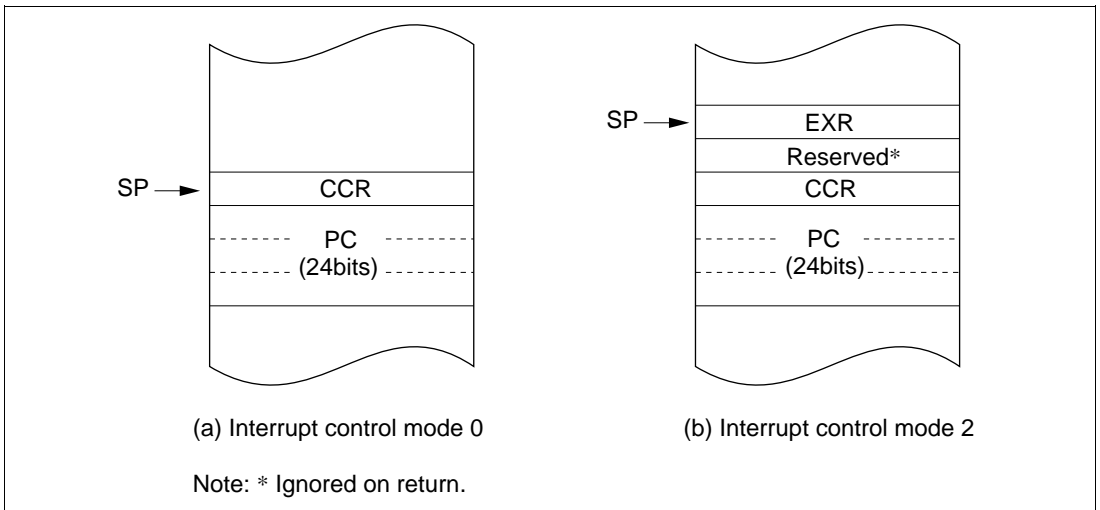 SP
CCR
PC
(24bits)
(a) Interrupt control mode 0
SP
EXR
Reserved*
CCR
PC
(24bits)
(b) Interrupt control mode 2
Note: * Ignored on return.